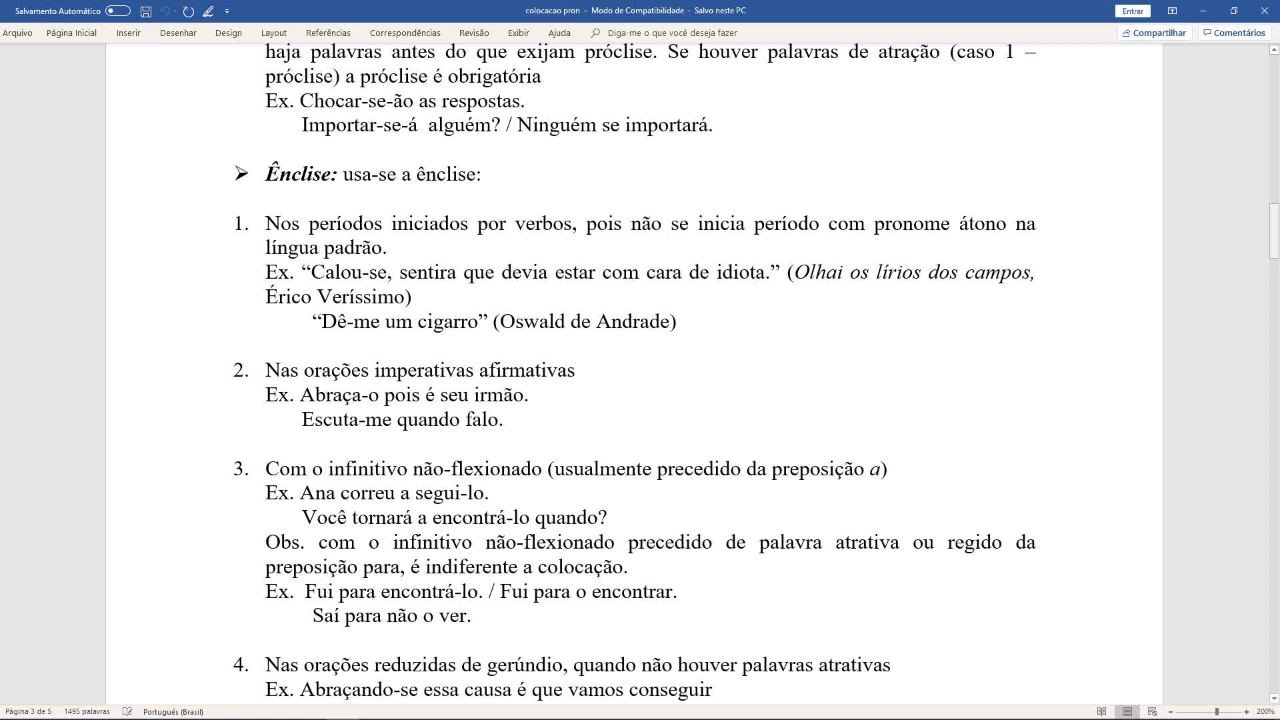 Salvamento Automático
colocacao pron - Modo de Compatibilidade - Salvo neste PC
Entrar
Arquivo Página Inicial Inserir Desenhar Design Layout Referências Correspondências Revisão Exibir Ajuda Diga-me o que você deseja fazer Compartilhar Comentários
haja palavras antes do que exijam próclise. Se houver palavras de atração (caso 1 –
próclise) a próclise é obrigatória
Ex. Chocar-se-ão as respostas.
Importar-se-á alguém? / Ninguém se importará.
➢ Ênclise: usa-se a ênclise:
1. Nos períodos iniciados por verbos, pois não se inicia período com pronome átono na
língua padrão.
Ex. “Calou-se, sentira que devia estar com cara de idiota.” (Olhai os lírios dos campos,
Érico Veríssimo)
“Dê-me um cigarro” (Oswald de Andrade)
2. Nas orações imperativas afirmativas
Ex. Abraça-o pois é seu irmão.
Escuta-me quando falo.
3. Com o infinitivo não-flexionado (usualmente precedido da preposição a)
Ex. Ana correu a segui-lo.
Você tornará a encontrá-lo quando?
Obs. com o infinitivo não-flexionado precedido de palavra atrativa ou regido da
preposição para, é indiferente a colocação.
Ex. Fui para encontrá-lo. / Fui para o encontrar.
Saí para não o ver.
4. Nas orações reduzidas de gerúndio, quando não houver palavras atrativas
Ex. Abraçando-se essa causa é que vamos conseguir
Página 3 de 5 1495 palavras Português (Brasil) 200%